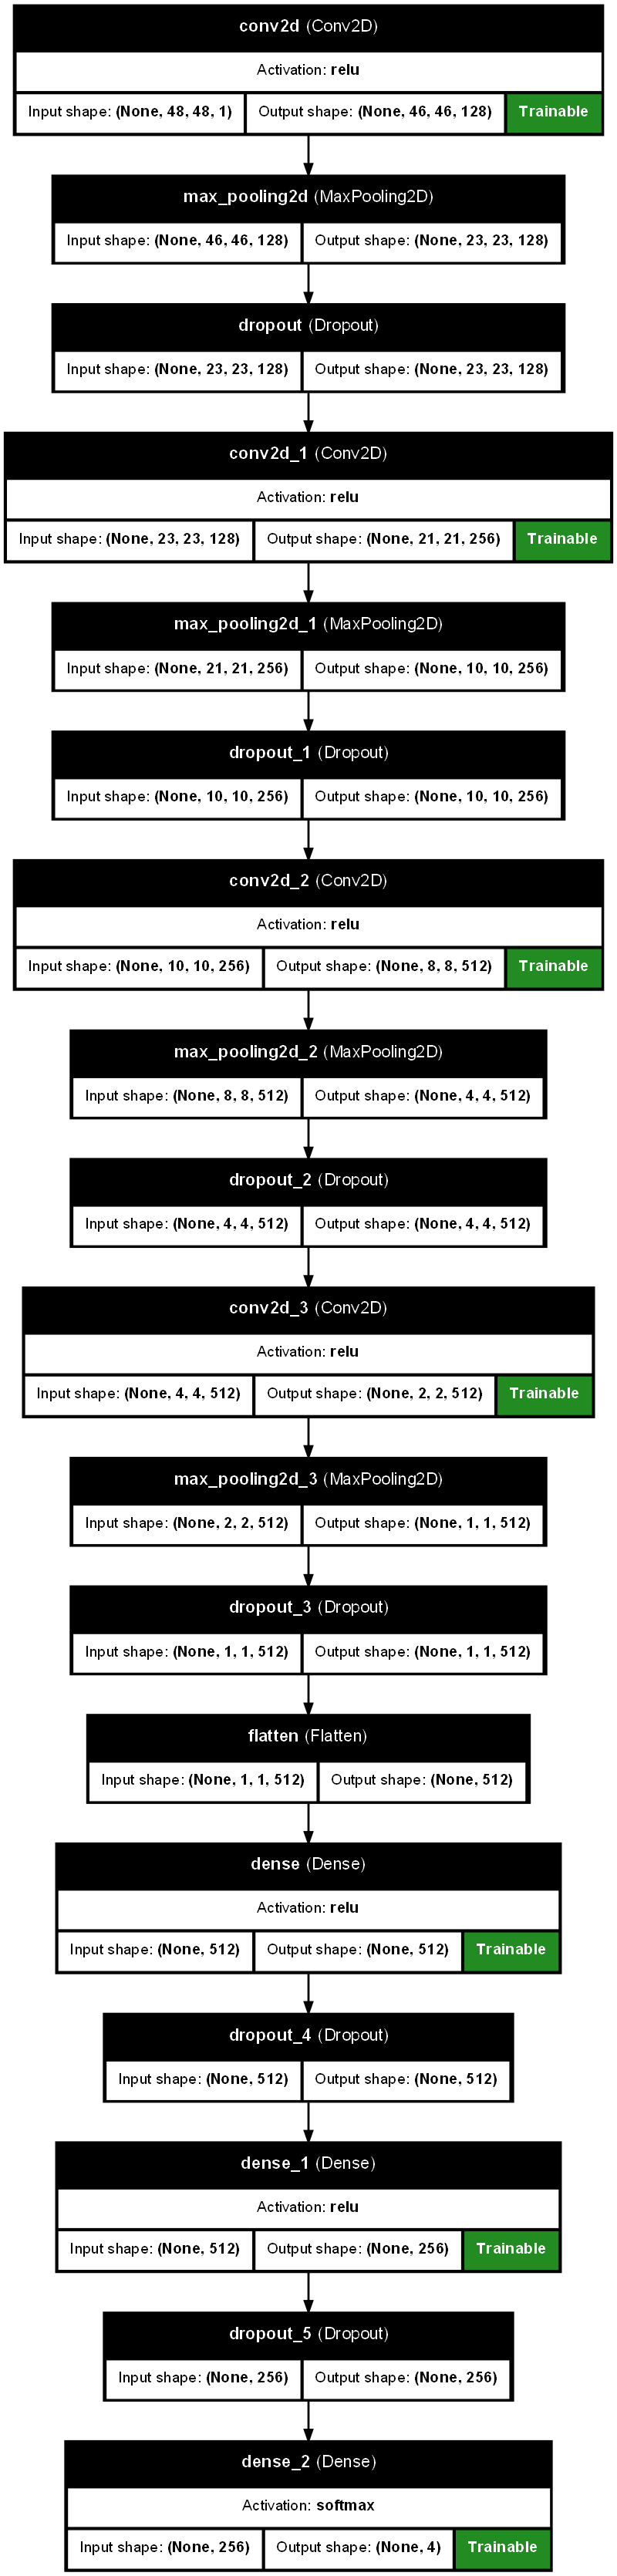 conv2d (Conv2D)
Activation: relu
Input shape: (None, 48, 48, 1) Output shape: (None, 46, 46, 128) Trainable
max_pooling2d (MaxPooling2D)
Input shape: (None, 46, 46, 128) Output shape: (None, 23, 23, 128)
dropout (Dropout)
Input shape: (None, 23, 23, 128) Output shape: (None, 23, 23, 128)
conv2d_1 (Conv2D)
Activation: relu
Input shape: (None, 23, 23, 128) Output shape: (None, 21, 21, 256) Trainable
max_pooling2d_1 (MaxPooling2D)
Input shape: (None, 21, 21, 256) Output shape: (None, 10, 10, 256)
dropout_1 (Dropout)
Input shape: (None, 10, 10, 256) Output shape: (None, 10, 10, 256)
conv2d_2 (Conv2D)
Activation: relu
Input shape: (None, 10, 10, 256) Output shape: (None, 8, 8, 512) Trainable
max_pooling2d_2 (MaxPooling2D)
Input shape: (None, 8, 8, 512) Output shape: (None, 4, 4, 512)
dropout_2 (Dropout)
Input shape: (None, 4, 4, 512) Output shape: (None, 4, 4, 512)
conv2d_3 (Conv2D)
Activation: relu
Input shape: (None, 4, 4, 512) Output shape: (None, 2, 2, 512) Trainable
max_pooling2d_3 (MaxPooling2D)
Input shape: (None, 2, 2, 512) Output shape: (None, 1, 1, 512)
dropout_3 (Dropout)
Input shape: (None, 1, 1, 512) Output shape: (None, 1, 1, 512)
flatten (Flatten)
Input shape: (None, 1, 1, 512) Output shape: (None, 512)
dense (Dense)
Activation: relu
Input shape: (None, 512) Output shape: (None, 512) Trainable
dropout_4 (Dropout)
Input shape: (None, 512) Output shape: (None, 512)
dense_1 (Dense)
Activation: relu
Input shape: (None, 512) Output shape: (None, 256) Trainable
dropout_5 (Dropout)
Input shape: (None, 256) Output shape: (None, 256)
dense_2 (Dense)
Activation: softmax
Input shape: (None, 256) Output shape: (None, 4) Trainable